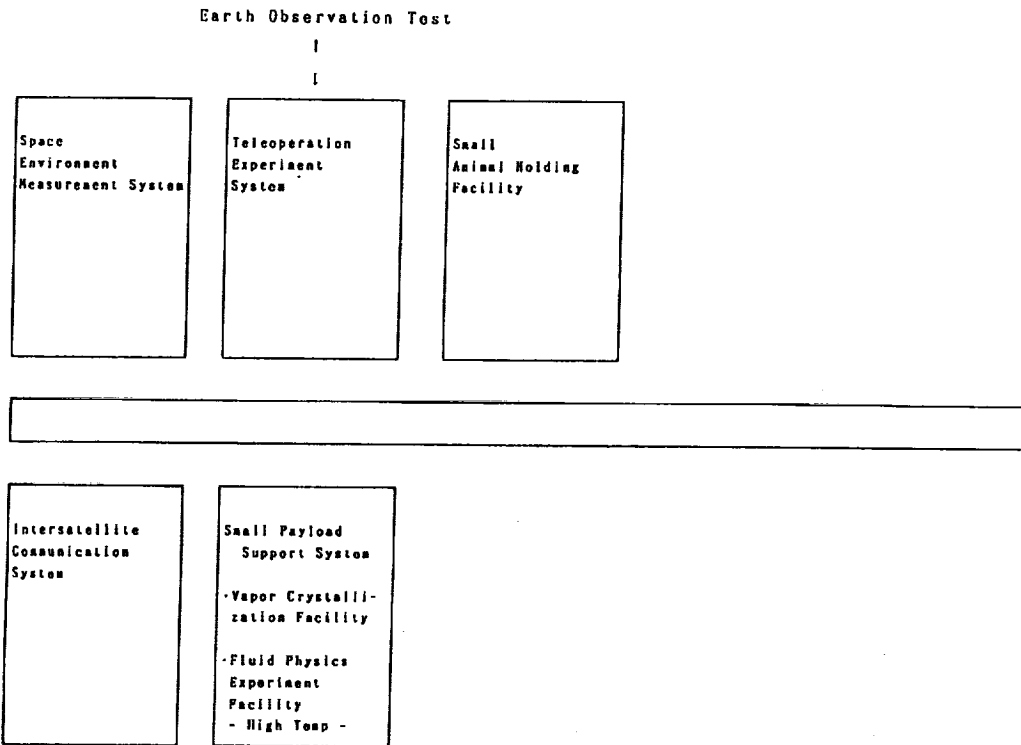 Earth Observation Test
Space
Environment
Measurement System
Teleoperation
Experiment
System
Small
Animal Holding
Facility
Intersatellite
Communication
System
Small Payload
Support System
·Vapor Crystalli-
zation Facility
·Fluid Physics
Experiment
Facility
- High Temp -